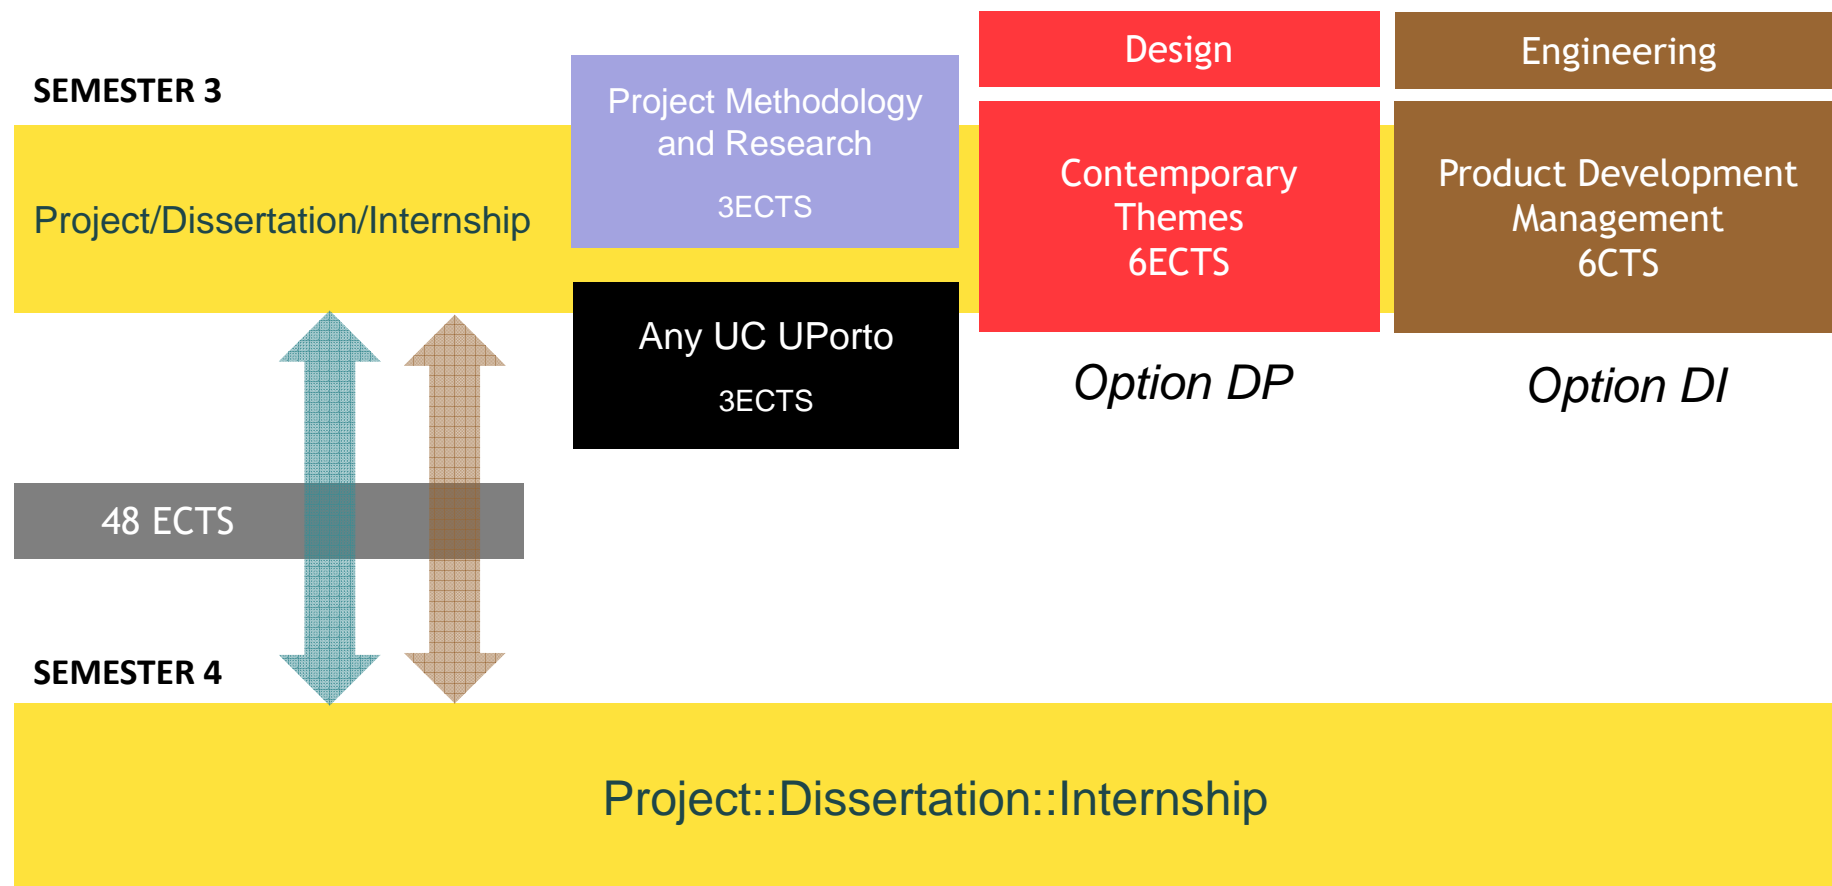 SEMESTER 3
Project/Dissertation/Internship
Project Methodology
and Research
3ECTS
Any UC UPorto
3ECTS
Design
Contemporary
Themes
6ECTS
Option DP
Engineering
Product Development
Management
6CTS
Option DI
48 ECTS
SEMESTER 4
Project::Dissertation::Internship